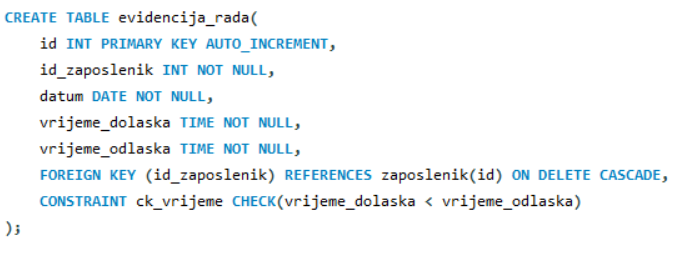 CREATE TABLE evidencija_rada(
    id INT PRIMARY KEY AUTO_INCREMENT,
    id_zaposlenik INT NOT NULL,
    datum DATE NOT NULL,
    vrijeme_dolaska TIME NOT NULL,
    vrijeme_odlaska TIME NOT NULL,
    FOREIGN KEY (id_zaposlenik) REFERENCES zaposlenik(id) ON DELETE CASCADE,
    CONSTRAINT ck_vrijeme CHECK(vrijeme_dolaska < vrijeme_odlaska)
);